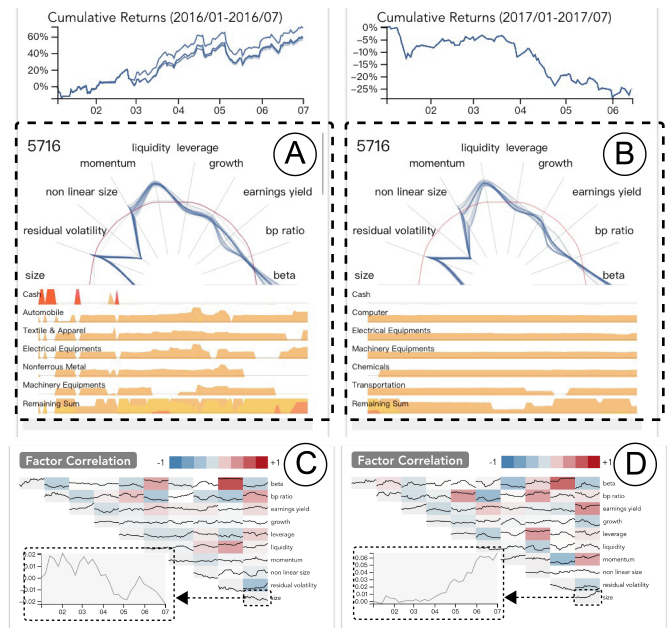 Cumulative Returns (2016/01-2016/07)
60%
40%
20%
0%
02 03 04 05 06 07
5716
A
liquidity leverage
momentum growth
non linear size earnings yield
residual volatility bp ratio
size beta
Cash
Automobile
Textile & Apparel
Electrical Equipments
Nonferrous Metal
Machinery Equipments
Remaining Sum
Cumulative Returns (2017/01-2017/07)
0%
-5%
-10%
-15%
-20%
-25%
02 03 04 05 06
5716
B
liquidity leverage
momentum growth
non linear size earnings yield
residual volatility bp ratio
size beta
Cash
Computer
Electrical Equipments
Machinery Equipments
Chemicals
Transportation
Remaining Sum
Factor Correlation -1 +1 C
beta
bp ratio
earnings yield
growth
leverage
liquidity
momentum
non linear size
residual volatility
size
0.02
0.01
0.00
0.01
0.02
02 03 04 05 06 07
Factor Correlation -1 +1 D
beta
bp ratio
earnings yield
growth
leverage
liquidity
momentum
non linear size
residual volatility
size
0.06
0.05
0.04
0.03
0.02
0.01
0.00
02 03 04 05 06 07